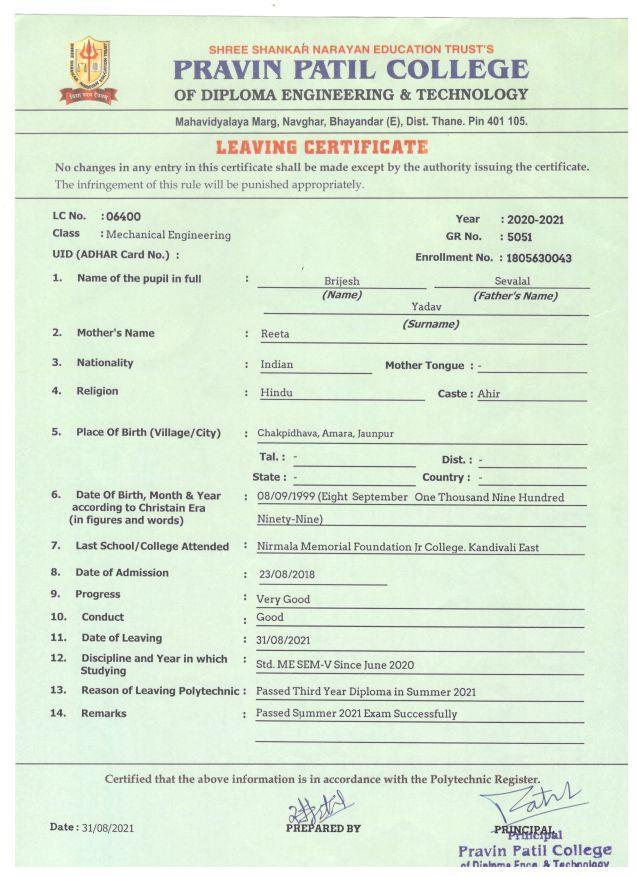 SHREE SHANKAR NARAYAN EDUCATION TRUST'S
PRAVIN PATIL COLLEGE
OF DIPLOMA ENGINEERING & TECHNOLOGY
Mahavidyalaya Marg, Navghar, Bhayandar (E), Dist. Thane. Pin 401 105.
LEAVING CERTIFICATE
No changes in any entry in this certificate shall be made except by the authority issuing the certificate.
The infringement of this rule will be punished appropriately.
LC No. : 06400 Year : 2020-2021
Class : Mechanical Engineering GR No. : 5051
UID (ADHAR Card No.) : Enrollment No. : 1805630043
1. Name of the pupil in full : Brijesh Sevalal
(Name) (Father's Name)
Yadav
(Surname)
2. Mother's Name : Reeta
3. Nationality : Indian Mother Tongue : -
4. Religion : Hindu Caste : Ahir
5. Place Of Birth (Village/City) : Chakpidhava, Amara, Jaunpur
Tal. : - Dist. : -
State : - Country : -
6. Date Of Birth, Month & Year : 08/09/1999 (Eight September One Thousand Nine Hundred
according to Christain Era
(in figures and words) Ninety-Nine)
7. Last School/College Attended : Nirmala Memorial Foundation Jr College. Kandivali East
8. Date of Admission : 23/08/2018
9. Progress : Very Good
10. Conduct : Good
11. Date of Leaving : 31/08/2021
12. Discipline and Year in which : Std. ME SEM-V Since June 2020
Studying
13. Reason of Leaving Polytechnic : Passed Third Year Diploma in Summer 2021
14. Remarks : Passed Summer 2021 Exam Successfully
Certified that the above information is in accordance with the Polytechnic Register.
Date : 31/08/2021 PREPARED BY PRINCIPAL
Principal
Pravin Patil College
of Diploma Engg. & Technology